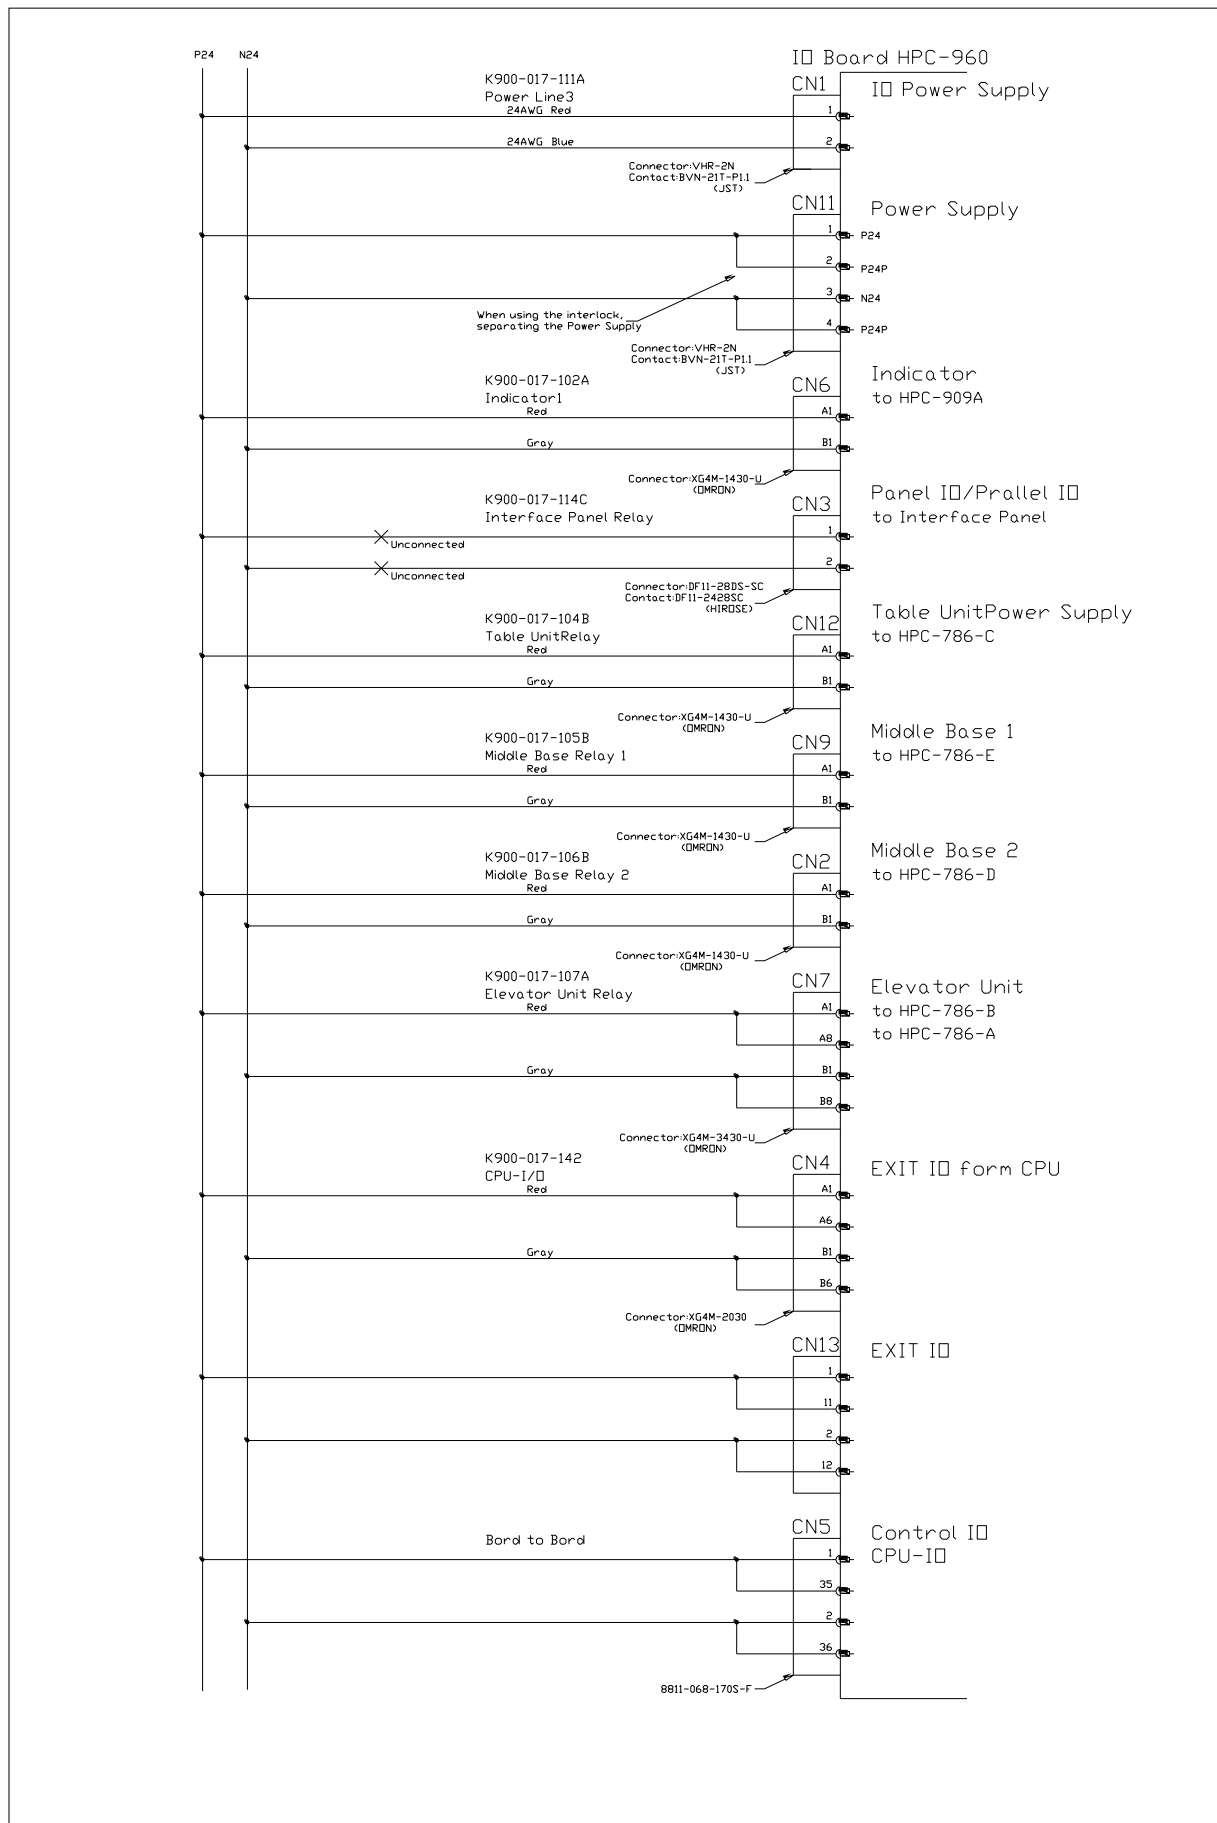 P24 N24
IO Board HPC-960
K900-017-111A
Power Line3
CN1
IO Power Supply
24AWG Red
1
24AWG Blue
2
Connector:VHR-2N
Contact:BVN-21T-P1.1
(JST)
CN11
Power Supply
1
P24
2
P24P
3
N24
When using the interlock,
separating the Power Supply
4
P24P
Connector:VHR-2N
Contact:BVN-21T-P1.1
(JST)
K900-017-102A
Indicator1
CN6
Indicator
to HPC-909A
Red
A1
Gray
B1
Connector:XG4M-1430-U
(OMRON)
K900-017-114C
Interface Panel Relay
CN3
Panel IO/Prallel IO
to Interface Panel
1
Unconnected
2
Unconnected
Connector:DF11-28DS-SC
Contact:DF11-2428SC
(HIROSE)
K900-017-104B
Table UnitRelay
CN12
Table UnitPower Supply
to HPC-786-C
Red
A1
Gray
B1
Connector:XG4M-1430-U
(OMRON)
K900-017-105B
Middle Base Relay 1
CN9
Middle Base 1
to HPC-786-E
Red
A1
Gray
B1
Connector:XG4M-1430-U
(OMRON)
K900-017-106B
Middle Base Relay 2
CN2
Middle Base 2
to HPC-786-D
Red
A1
Gray
B1
Connector:XG4M-1430-U
(OMRON)
K900-017-107A
Elevator Unit Relay
CN7
Elevator Unit
to HPC-786-B
to HPC-786-A
Red
A1
A8
Gray
B1
B8
Connector:XG4M-3430-U
(OMRON)
K900-017-142
CPU-I/O
CN4
EXIT IO form CPU
Red
A1
A6
Gray
B1
B6
Connector:XG4M-2030
(OMRON)
CN13
EXIT IO
1
11
2
12
Bord to Bord
CN5
Control IO
CPU-IO
1
35
2
36
8811-068-170S-F